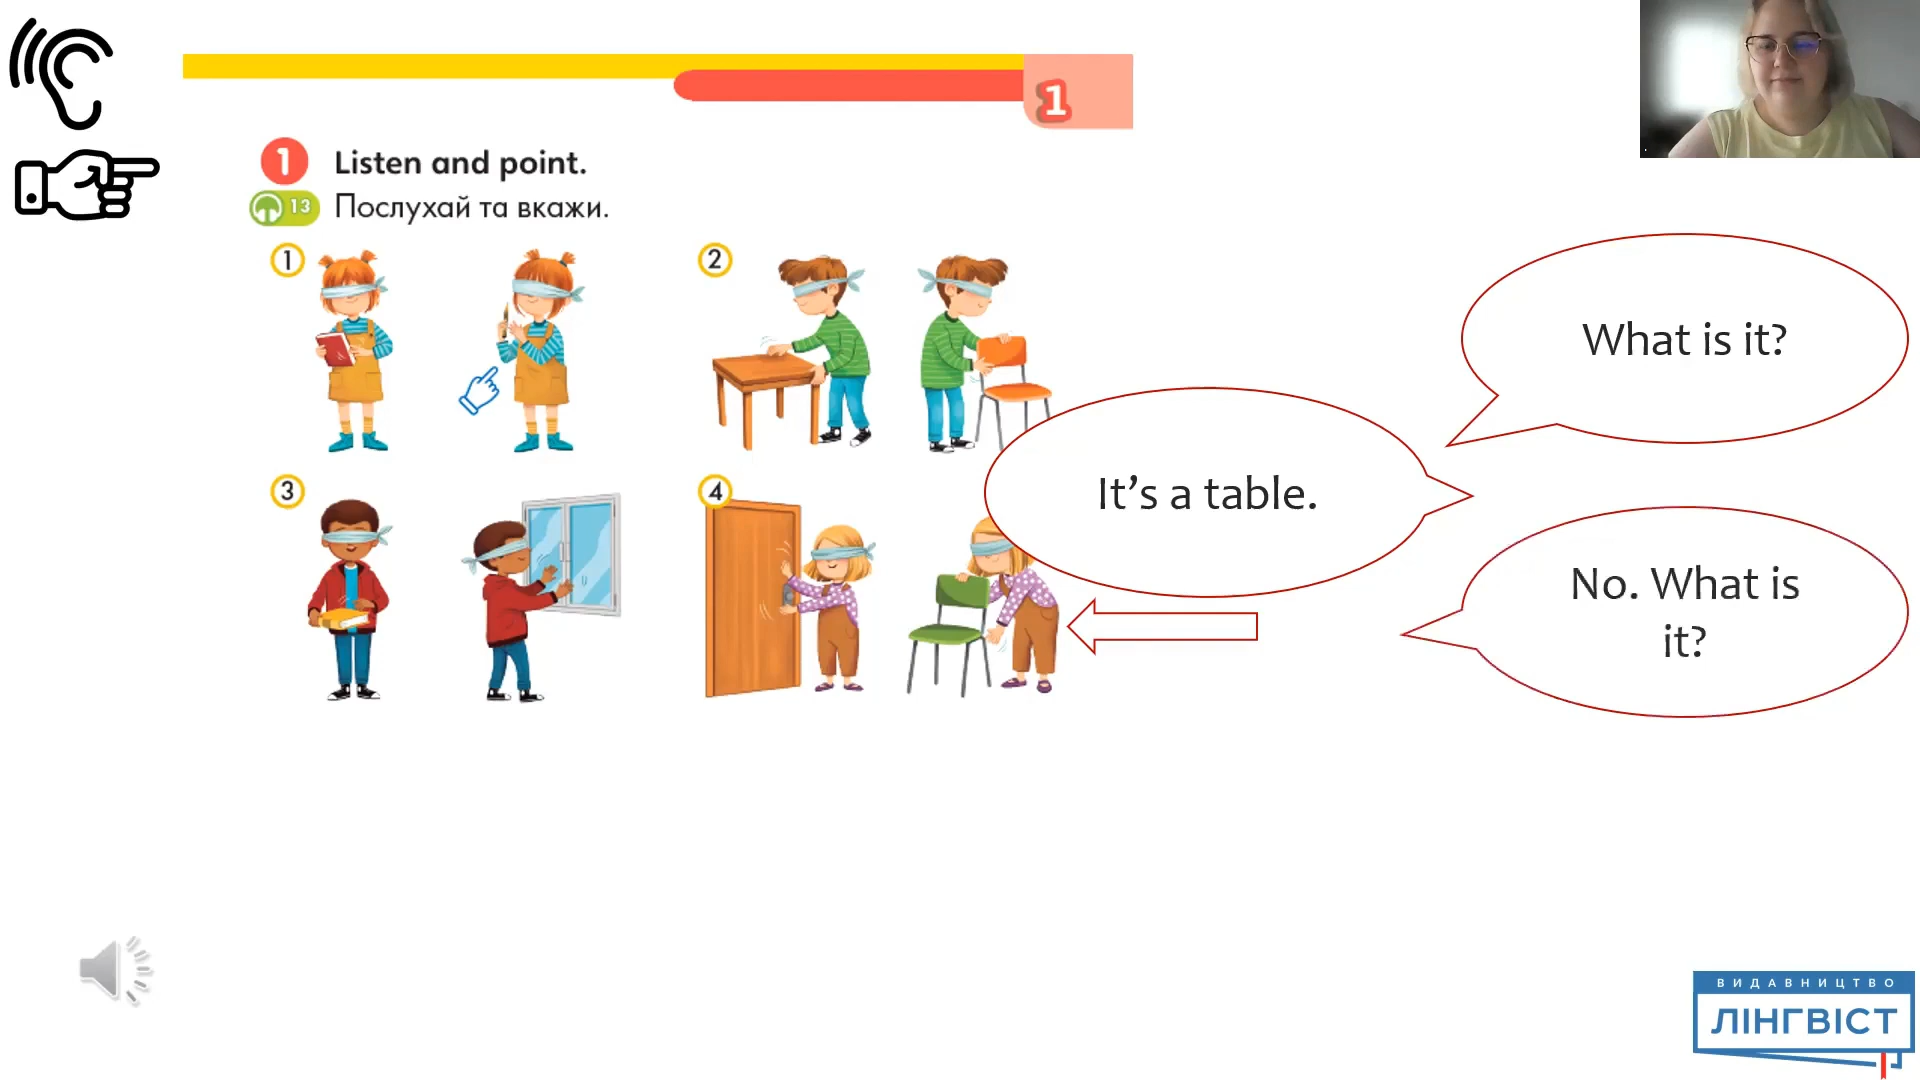 1
1 Listen and point.
13 Послухай та вкажи.
1
2
3
4
What is it?
It’s a table.
No. What is
it?
ВИДАВНИЦТВО
ЛІНГВІСТ